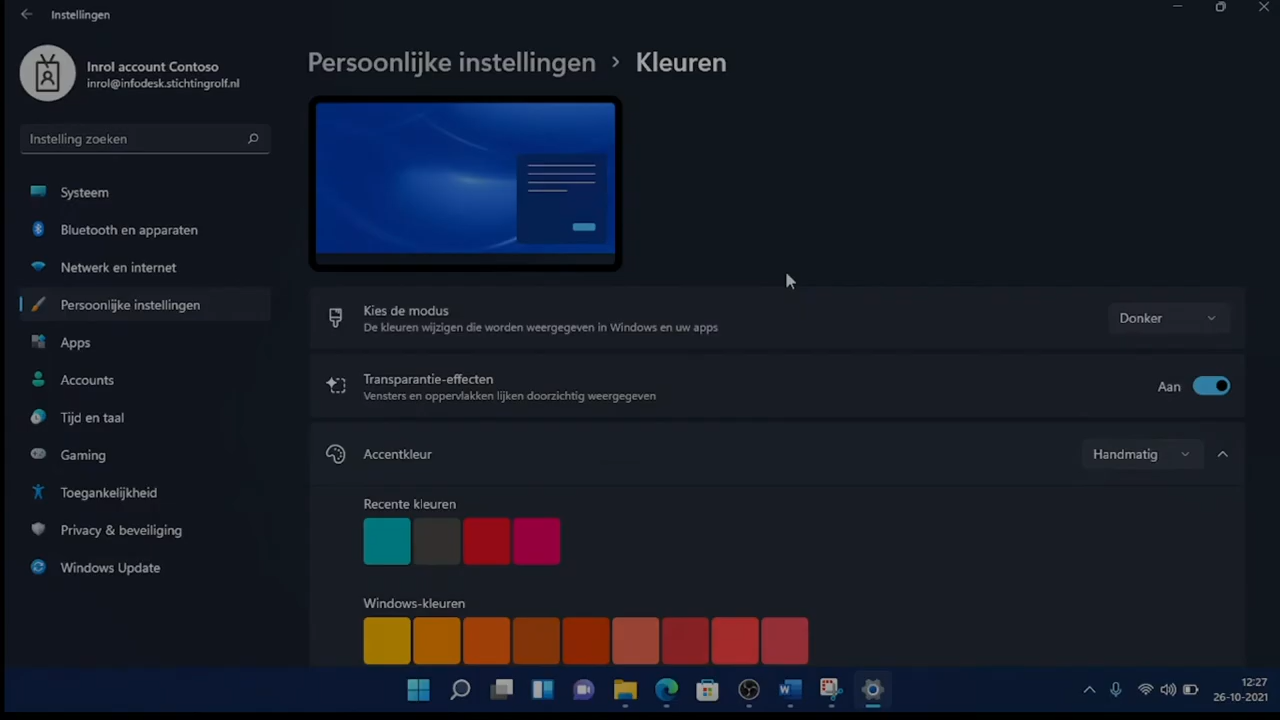 Instellingen
Inrol account Contoso
inrol@infodesk.stichtingrolf.nl
Instelling zoeken
Systeem
Bluetooth en apparaten
Netwerk en internet
Persoonlijke instellingen
Apps
Accounts
Tijd en taal
Gaming
Toegankelijkheid
Privacy & beveiliging
Windows Update
Persoonlijke instellingen › Kleuren
Kies de modus
De kleuren wijzigen die worden weergegeven in Windows en uw apps
Donker
Transparantie-effecten
Vensters en oppervlakken lijken doorzichtig weergegeven
Aan
Accentkleur
Handmatig
Recente kleuren
Windows-kleuren
12:27
26-10-2021